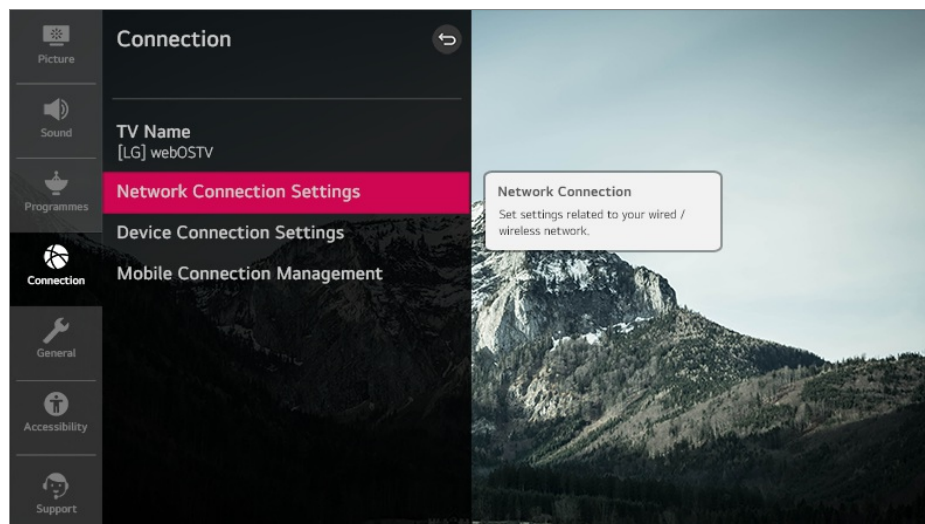 Picture
Sound
Programmes
Connection
General
Accessibility
Support
Connection
TV Name
[LG] webOSTV
Network Connection Settings
Device Connection Settings
Mobile Connection Management
Network Connection
Set settings related to your wired /
wireless network.